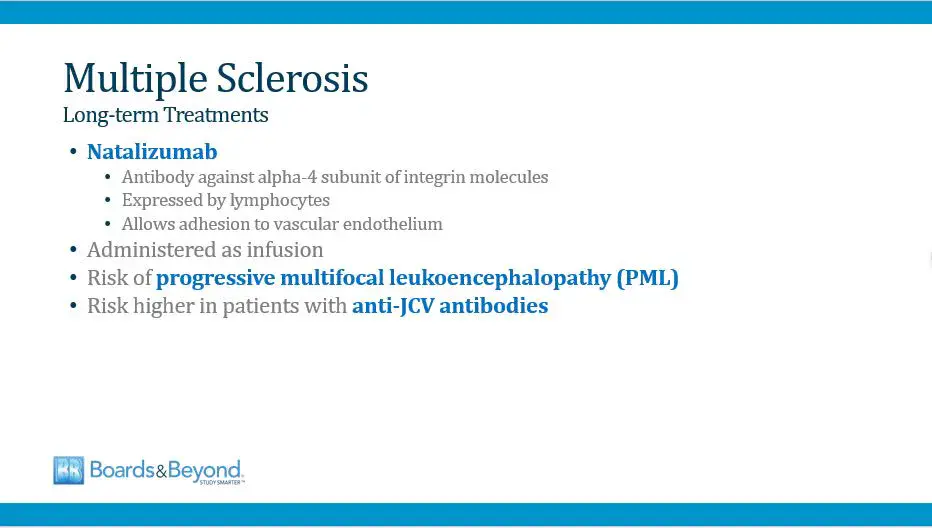 Multiple Sclerosis
Long-term Treatments
• Natalizumab
• Antibody against alpha-4 subunit of integrin molecules
• Expressed by lymphocytes
• Allows adhesion to vascular endothelium
• Administered as infusion
• Risk of progressive multifocal leukoencephalopathy (PML)
• Risk higher in patients with anti-JCV antibodies
BB Boards&Beyond.
STUDY SMARTER™